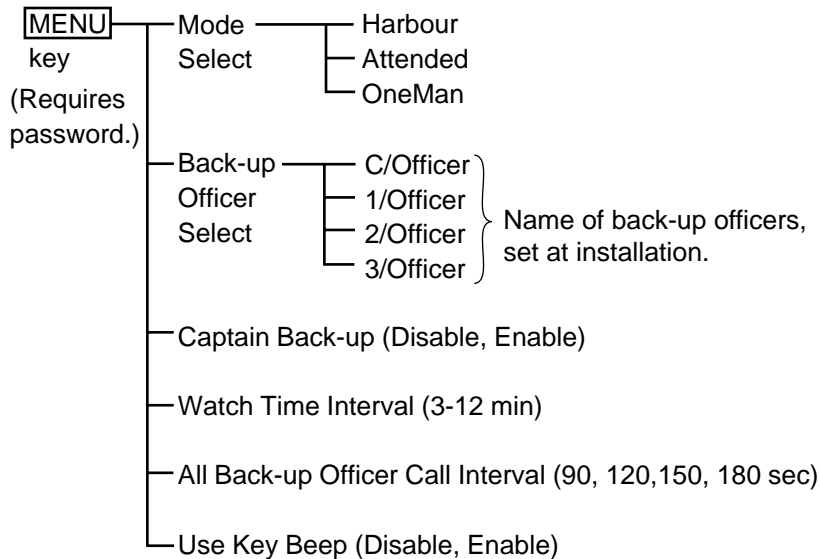 MENU
key
(Requires
password.)
Mode
Select
Harbour
Attended
OneMan
Back-up
Officer
Select
C/Officer
1/Officer
2/Officer
3/Officer
Name of back-up officers,
set at installation.
Captain Back-up (Disable, Enable)
Watch Time Interval (3-12 min)
All Back-up Officer Call Interval (90, 120,150, 180 sec)
Use Key Beep (Disable, Enable)